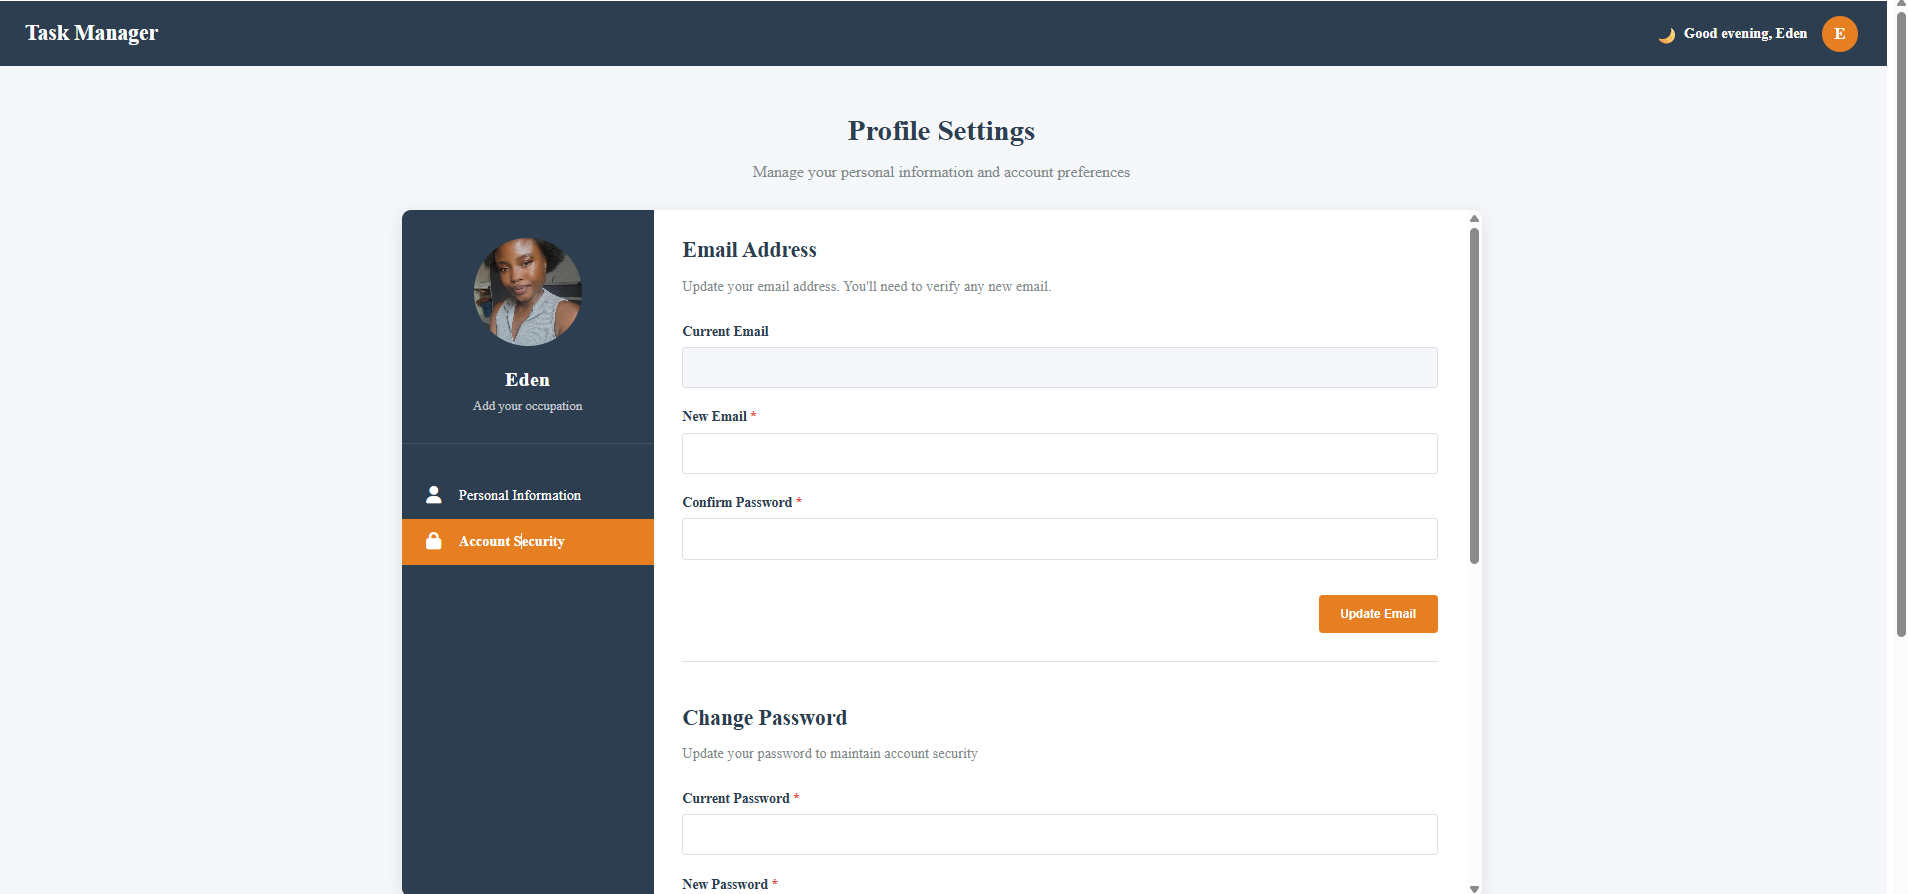 Task Manager
🌙 Good evening, Eden
E
Profile Settings
Manage your personal information and account preferences
Eden
Add your occupation
Personal Information
Account Security
Email Address
Update your email address. You'll need to verify any new email.
Current Email
New Email *
Confirm Password *
Update Email
Change Password
Update your password to maintain account security
Current Password *
New Password *